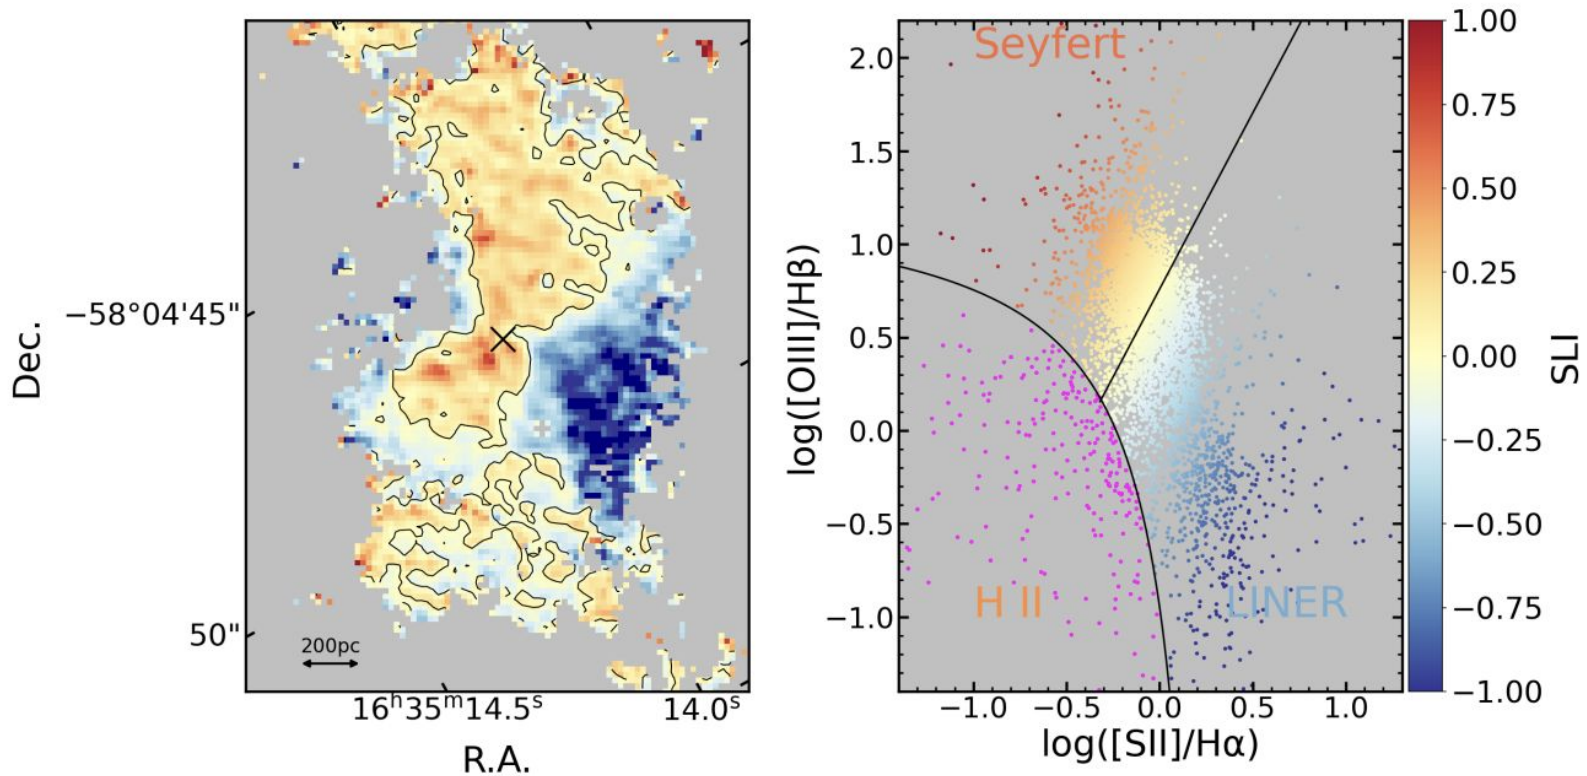 Dec.
−58°04'45"
50"
200pc
16ʰ35ᵐ14.5ˢ
14.0ˢ
R.A.
log([OIII]/Hβ)
2.0
1.5
1.0
0.5
0.0
−0.5
−1.0
Seyfert
H II
LINER
−1.0
−0.5
0.0
0.5
1.0
log([SII]/Hα)
1.00
0.75
0.50
0.25
0.00
−0.25
−0.50
−0.75
−1.00
SLI